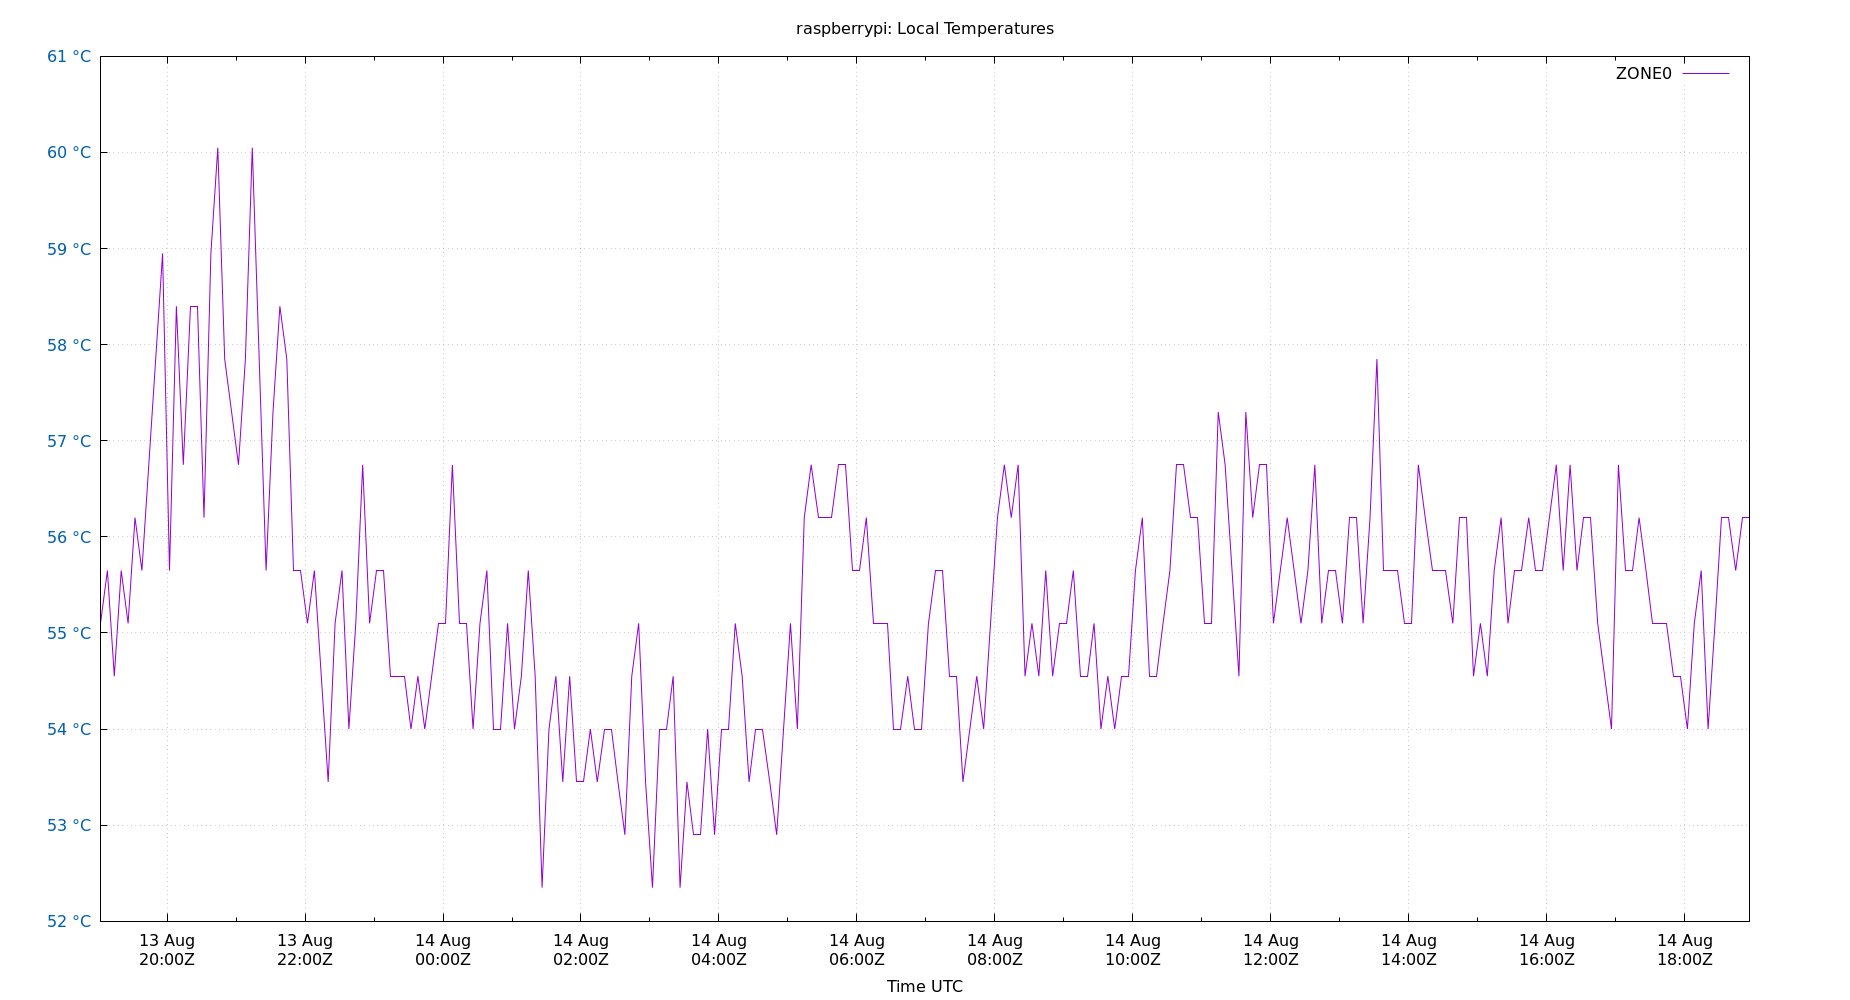 raspberrypi: Local Temperatures
61 °C
ZONE0
60 °C
59 °C
58 °C
57 °C
56 °C
55 °C
54 °C
53 °C
52 °C
13 Aug 13 Aug 14 Aug 14 Aug 14 Aug 14 Aug 14 Aug 14 Aug 14 Aug 14 Aug 14 Aug 14 Aug
20:00Z 22:00Z 00:00Z 02:00Z 04:00Z 06:00Z 08:00Z 10:00Z 12:00Z 14:00Z 16:00Z 18:00Z
Time UTC